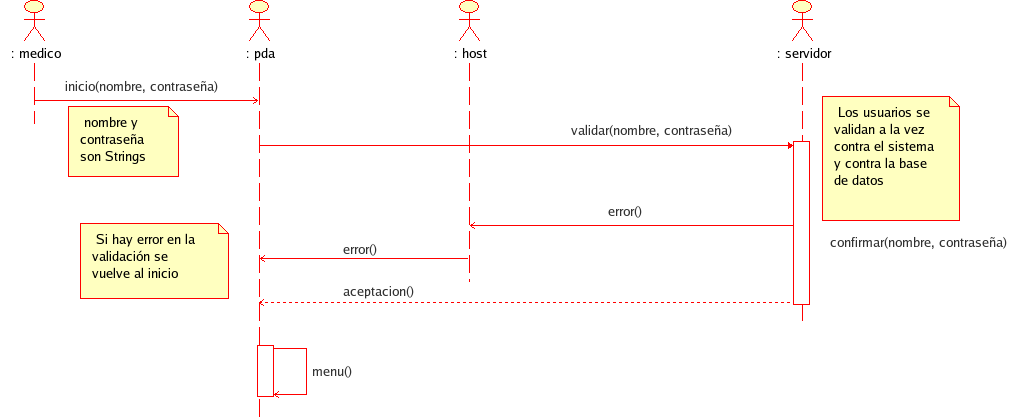 : medico
: pda
: host
: servidor
inicio(nombre, contraseña)
nombre y
contraseña
son Strings
validar(nombre, contraseña)
Los usuarios se
validan a la vez
contra el sistema
y contra la base
de datos
error()
confirmar(nombre, contraseña)
Si hay error en la
validación se
vuelve al inicio
error()
aceptacion()
menu()